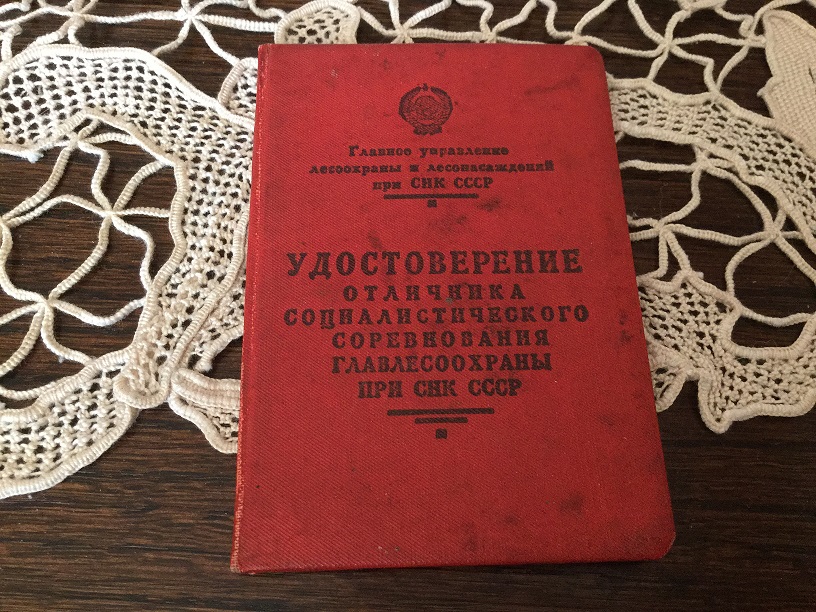 Главное управление
лесоохраны и лесонасаждений
при СНК СССР
УДОСТОВЕРЕНИЕ
ОТЛИЧНИКА
СОЦИАЛИСТИЧЕСКОГО
СОРЕВНОВАНИЯ
ГЛАВЛЕСООХРАНЫ
ПРИ СНК СССР